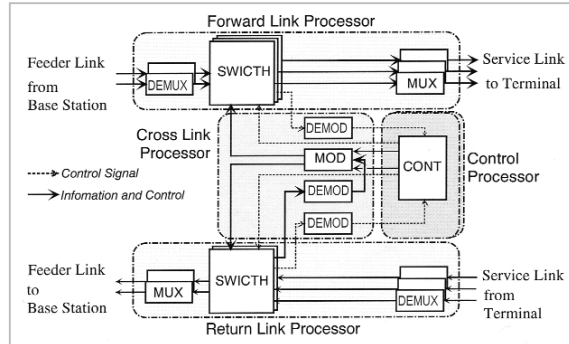 Forward Link Processor
Feeder Link
from
Base Station
DEMUX
SWICTH
MUX
Service Link
to Terminal
Cross Link
Processor
DEMOD
MOD
DEMOD
DEMOD
CONT
Control
Processor
Control Signal
Infomation and Control
Feeder Link
to
Base Station
MUX
SWICTH
DEMUX
Service Link
from
Terminal
Return Link Processor